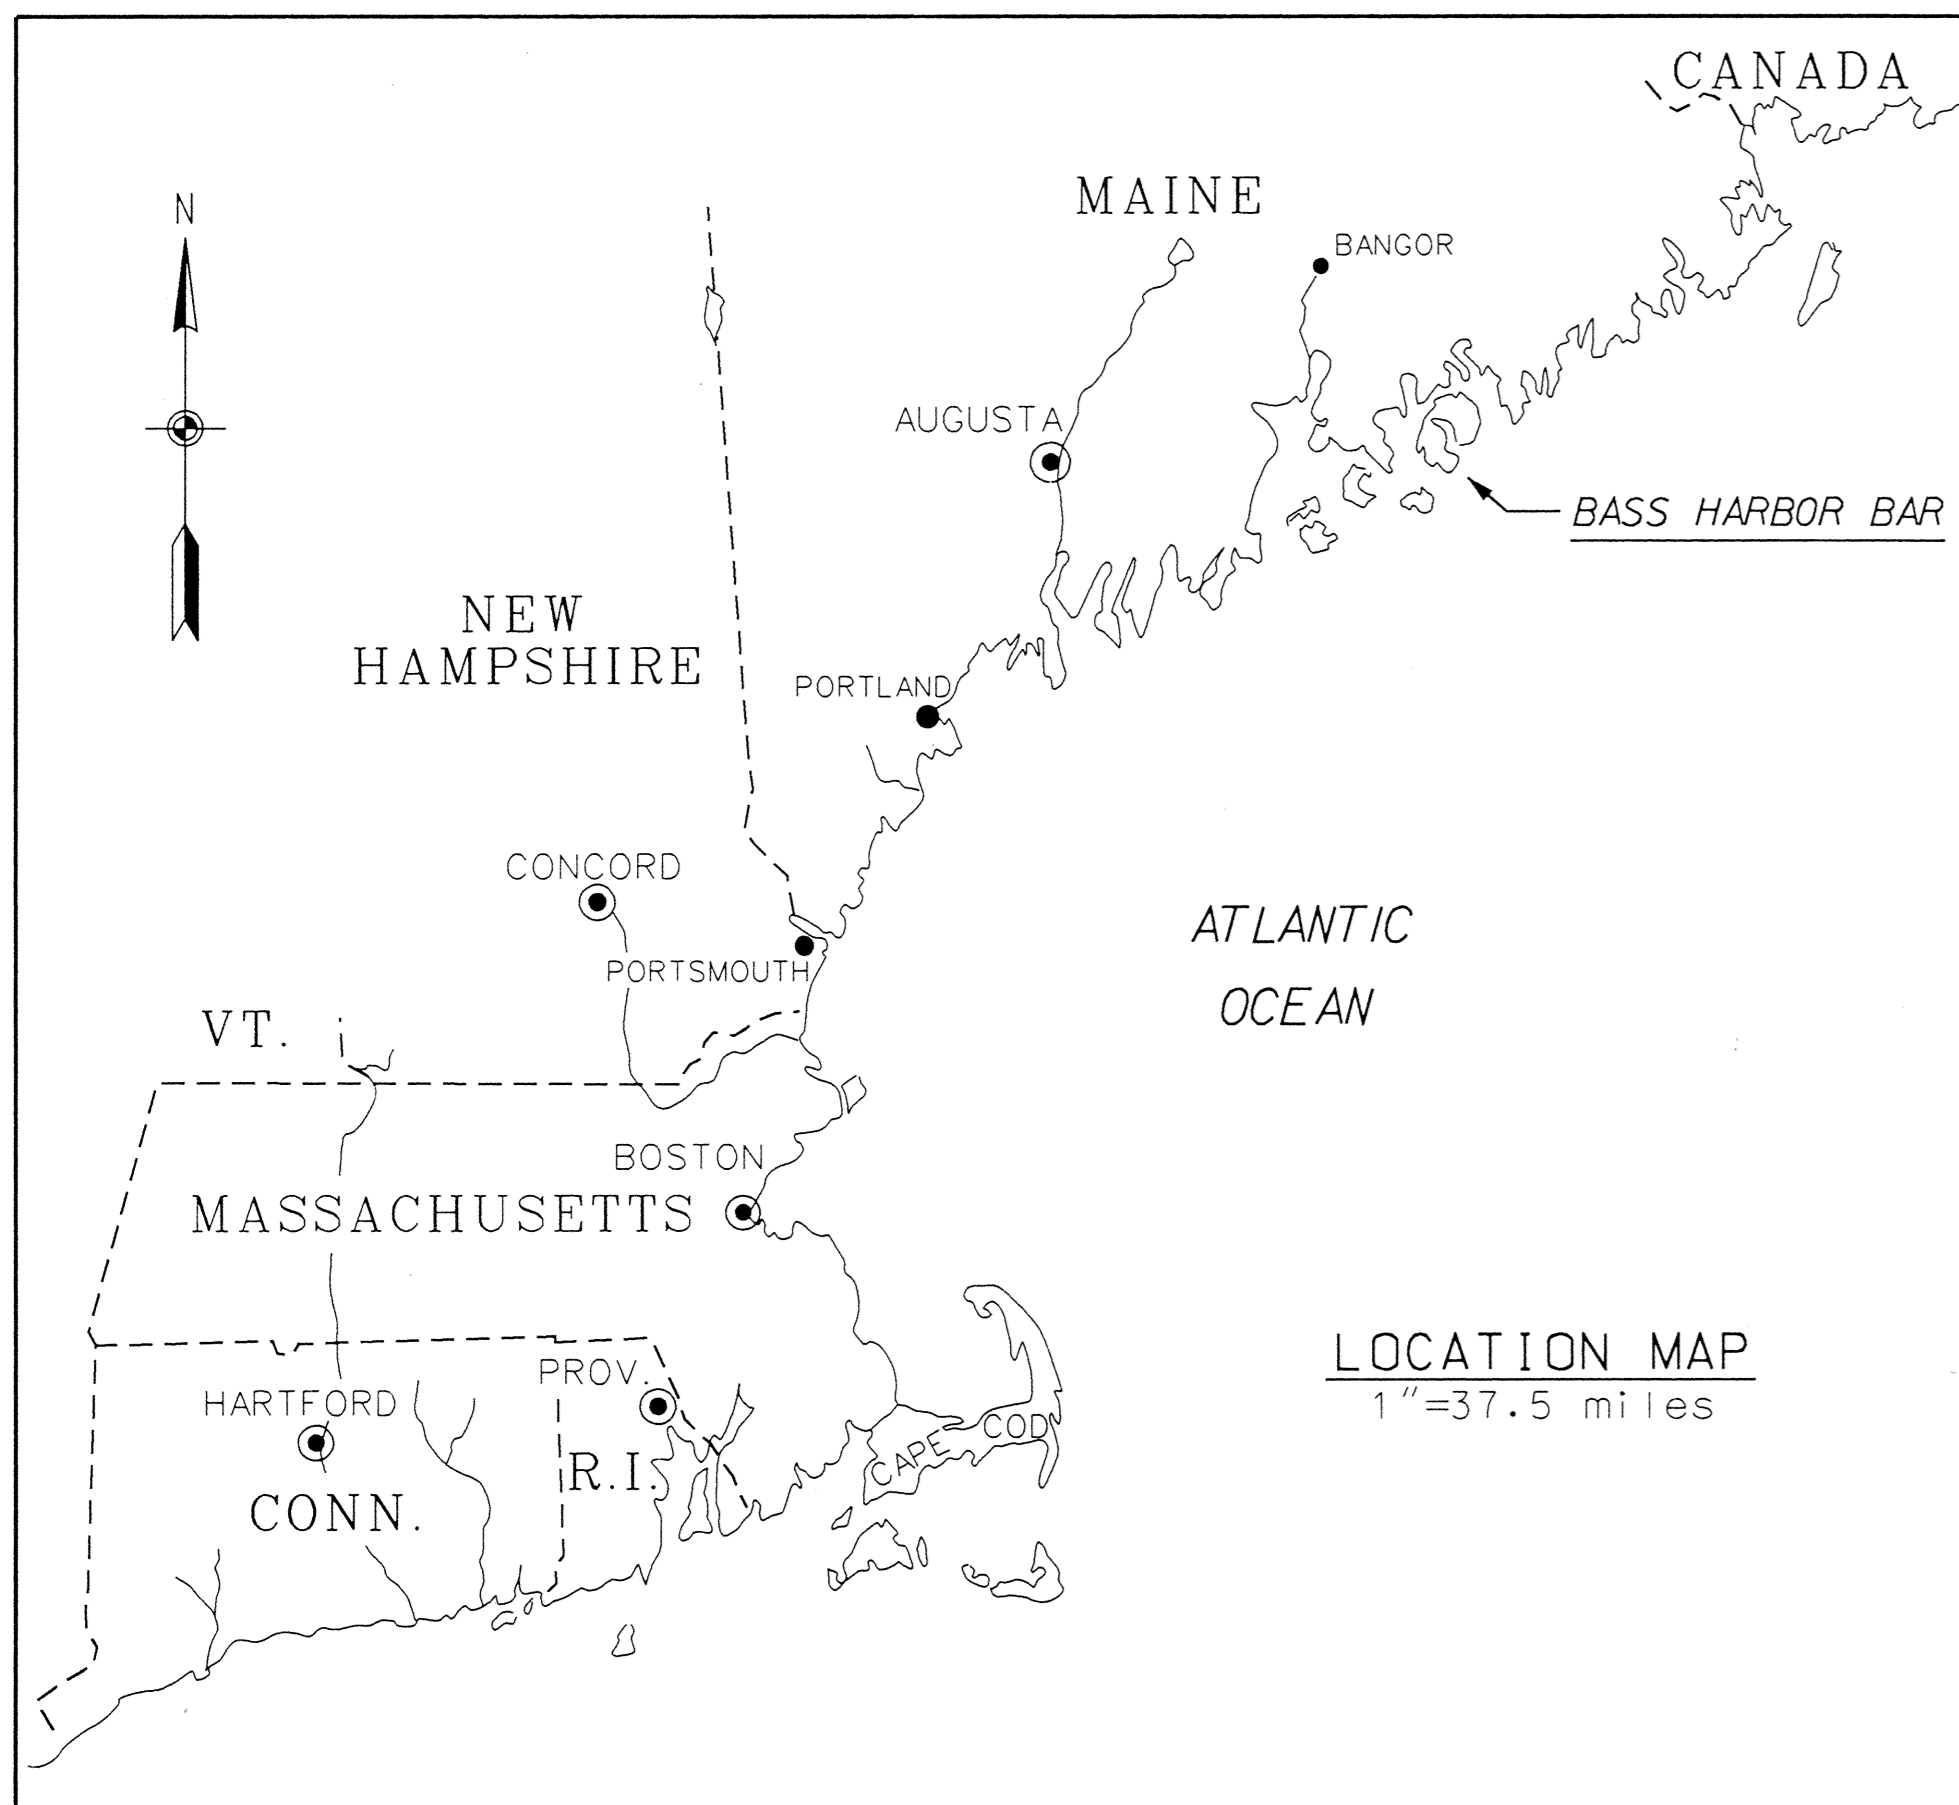 CANADA
MAINE
N
BANGOR
AUGUSTA
BASS HARBOR BAR
NEW
HAMPSHIRE
PORTLAND
CONCORD
ATLANTIC
OCEAN
PORTSMOUTH
VT.
BOSTON
MASSACHUSETTS
LOCATION MAP
1"=37.5 miles
PROV.
HARTFORD
CAPE COD
R.I.
CONN.